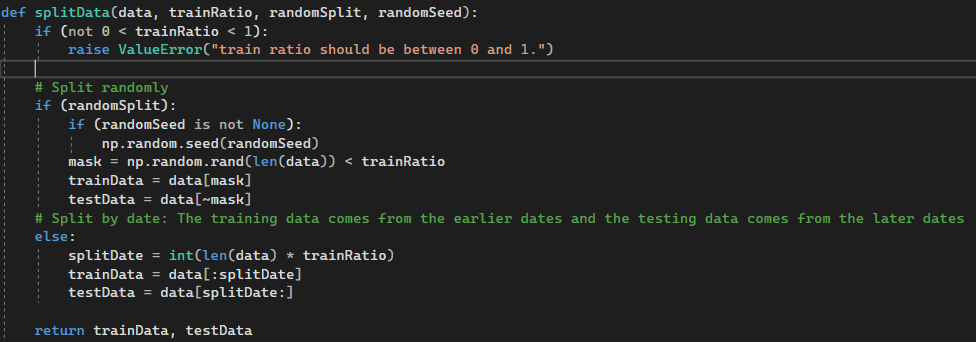 def splitData(data, trainRatio, randomSplit, randomSeed):
    if (not 0 < trainRatio < 1):
        raise ValueError("train ratio should be between 0 and 1.")
    # Split randomly
    if (randomSplit):
        if (randomSeed is not None):
            np.random.seed(randomSeed)
        mask = np.random.rand(len(data)) < trainRatio
        trainData = data[mask]
        testData = data[~mask]
    # Split by date: The training data comes from the earlier dates and the testing data comes from the later dates
    else:
        splitDate = int(len(data) * trainRatio)
        trainData = data[:splitDate]
        testData = data[splitDate:]
    return trainData, testData